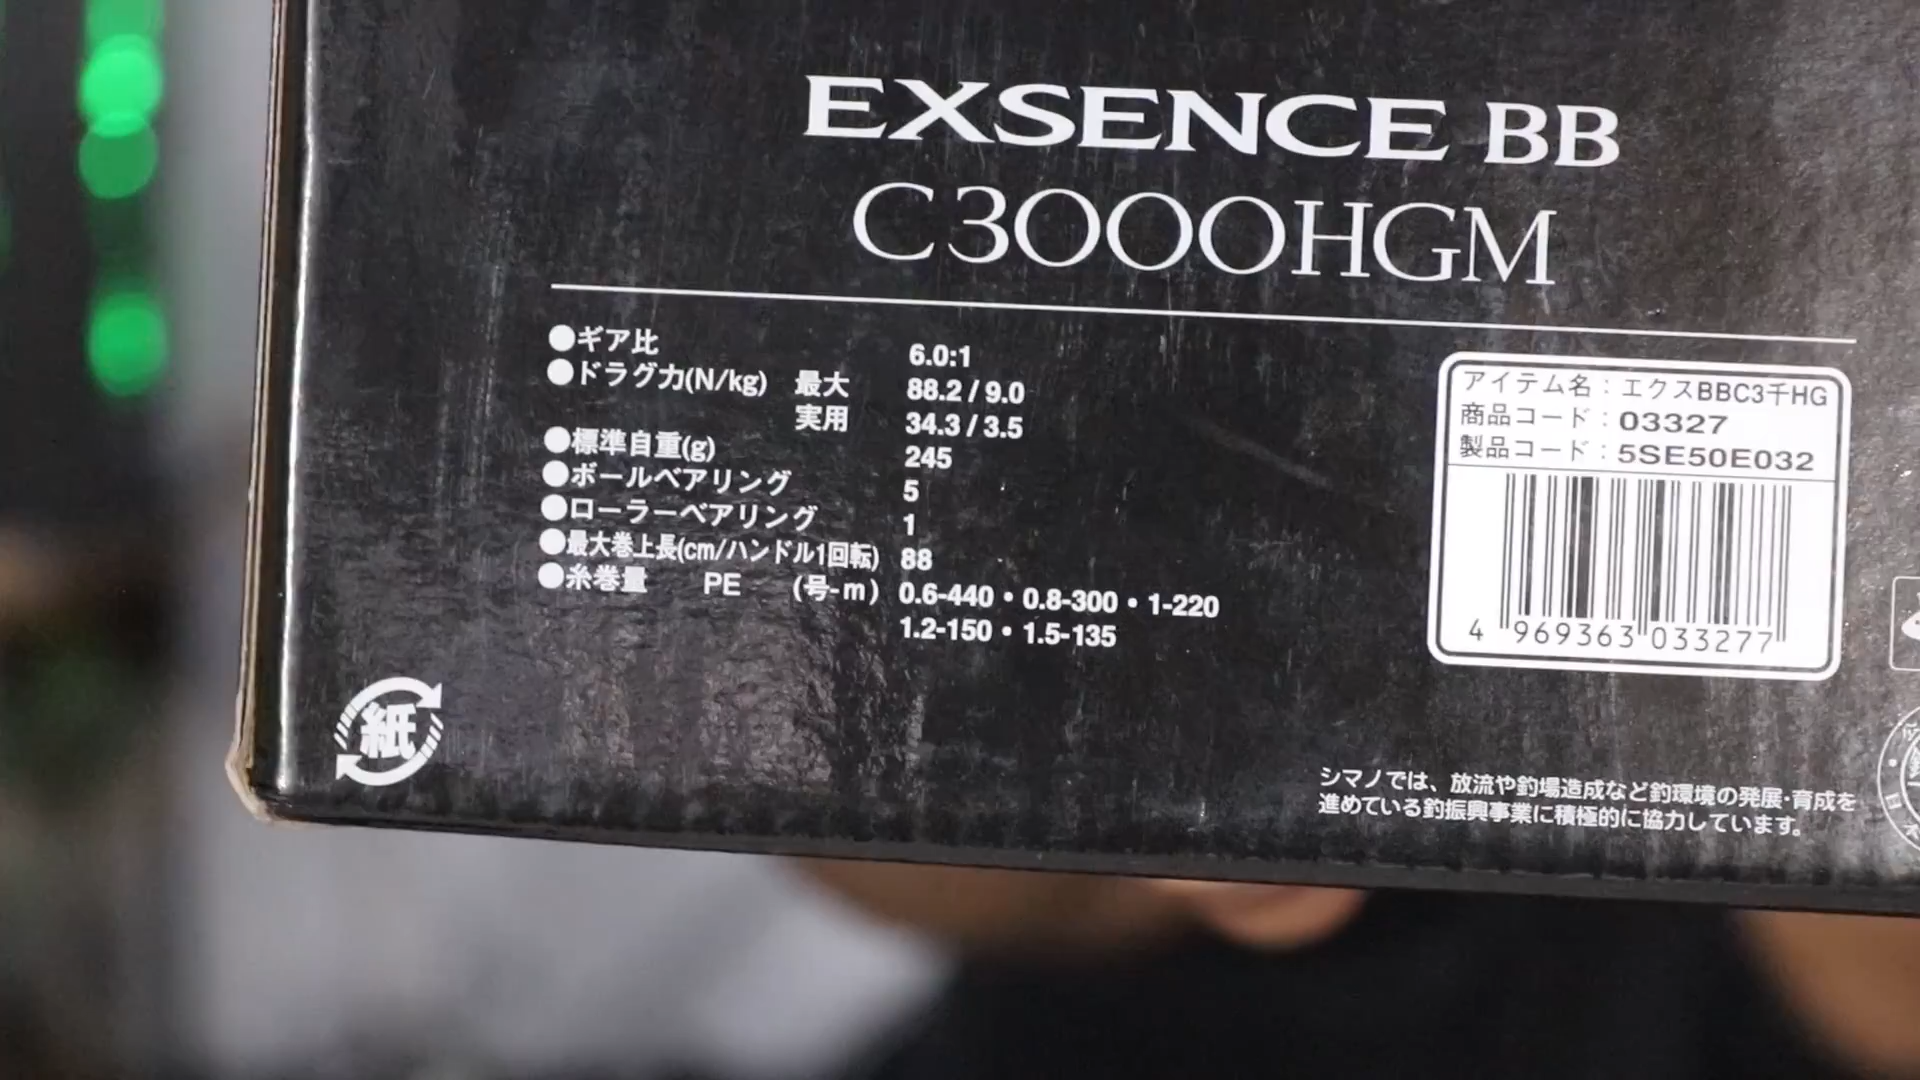 EXSENCE BB
C3000HGM
●ギア比 6.0:1
●ドラグ力(N/kg) 最大 88.2 / 9.0
実用 34.3 / 3.5
●標準自重(g) 245
●ボールベアリング 5
●ローラーベアリング 1
●最大巻上長(cm/ハンドル1回転) 88
●糸巻量 PE (号-m) 0.6-440・0.8-300・1-220
1.2-150・1.5-135
アイテム名：エクスBBC3千HG
商品コード：03327
製品コード：5SE50E032
4 969363 033277
紙
シマノでは、放流や釣場造成など釣環境の発展・育成を
進めている釣振興事業に積極的に協力しています。